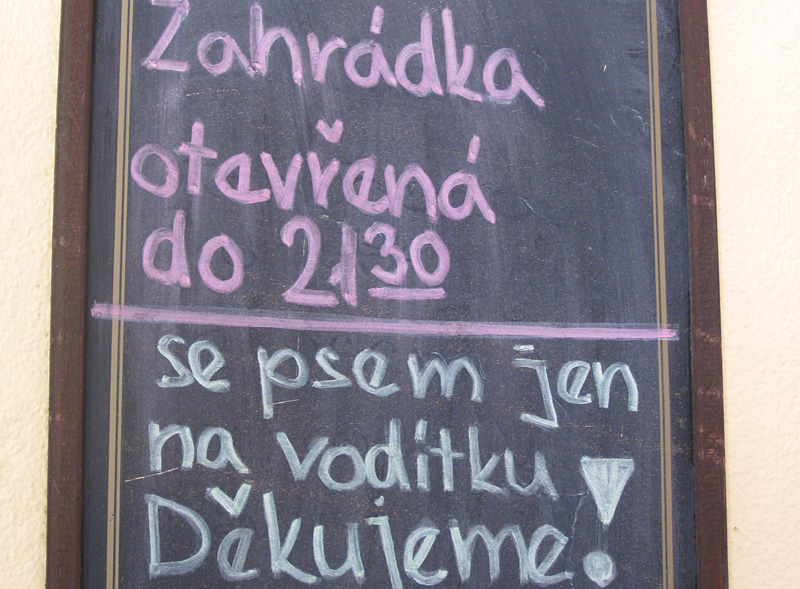 Zahrádka
otevřená
do 21³⁰
se psem jen
na vodítku
Děkujeme!